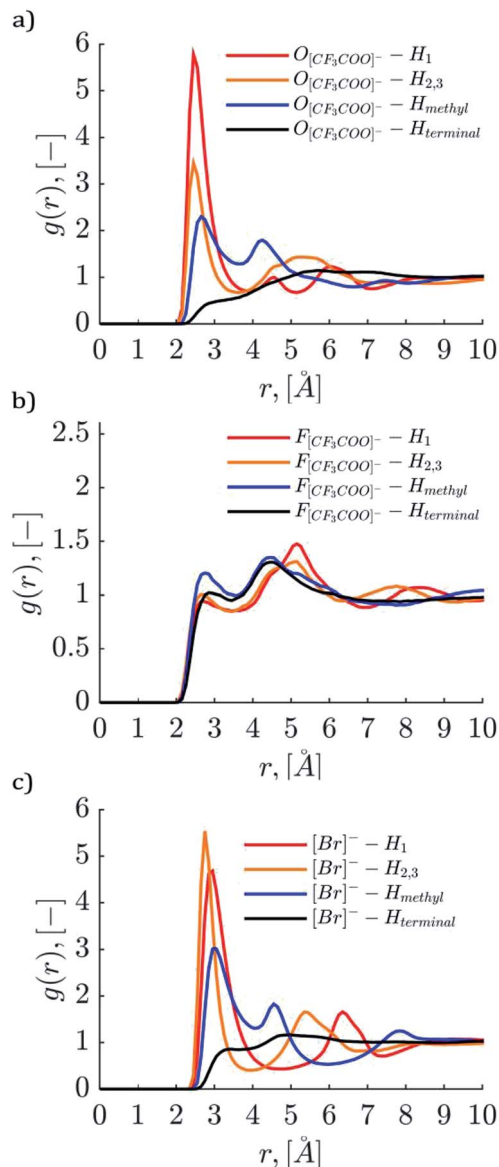 a)
6
5
4
3
2
1
0
g(r), [−]
O[CF₃COO]⁻ − H₁
O[CF₃COO]⁻ − H₂,₃
O[CF₃COO]⁻ − Hmethyl
O[CF₃COO]⁻ − Hterminal
0 1 2 3 4 5 6 7 8 9 10
r, [Å]
b)
2.5
2
1.5
1
0.5
0
g(r), [−]
F[CF₃COO]⁻ − H₁
F[CF₃COO]⁻ − H₂,₃
F[CF₃COO]⁻ − Hmethyl
F[CF₃COO]⁻ − Hterminal
0 1 2 3 4 5 6 7 8 9 10
r, [Å]
c)
6
5
4
3
2
1
0
g(r), [−]
[Br]⁻ − H₁
[Br]⁻ − H₂,₃
[Br]⁻ − Hmethyl
[Br]⁻ − Hterminal
0 1 2 3 4 5 6 7 8 9 10
r, [Å]